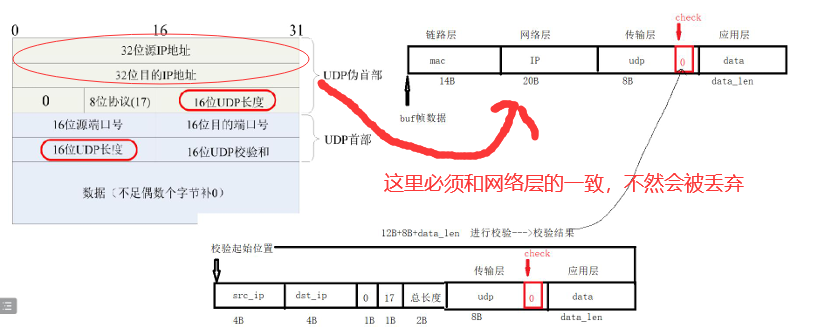 0 16 31
32位源IP地址
32位目的IP地址
0 8位协议(17) 16位UDP长度
UDP伪首部
16位源端口号 16位目的端口号
16位UDP长度 16位UDP校验和
UDP首部
数据（不足偶数个字节补0）
check
链路层 网络层 传输层 应用层
mac IP udp 0 data
14B 20B 8B data_len
buf帧数据
这里必须和网络层的一致，不然会被丢弃
12B+8B+data_len 进行校验--->校验结果
校验起始位置
check
传输层 应用层
src_ip dst_ip 0 17 总长度 udp 0 data
4B 4B 1B 1B 2B 8B data_len